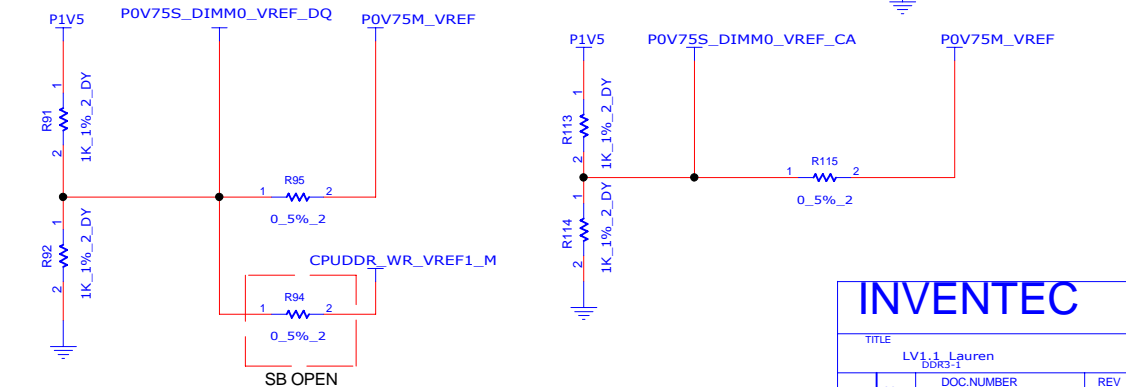 P1V5
P0V75S_DIMM0_VREF_DQ
P0V75M_VREF
1
R91
1K_1%_2_DY
2
R95
1
2
0_5%_2
1
R92
1K_1%_2_DY
2
CPUDDR_WR_VREF1_M
R94
1
2
0_5%_2
SB OPEN
P1V5
P0V75S_DIMM0_VREF_CA
P0V75M_VREF
1
R113
1K_1%_2_DY
2
R115
1
2
0_5%_2
1
R114
1K_1%_2_DY
2
INVENTEC
TITLE
LV1.1_Lauren
DDR3-1
DOC.NUMBER
REV